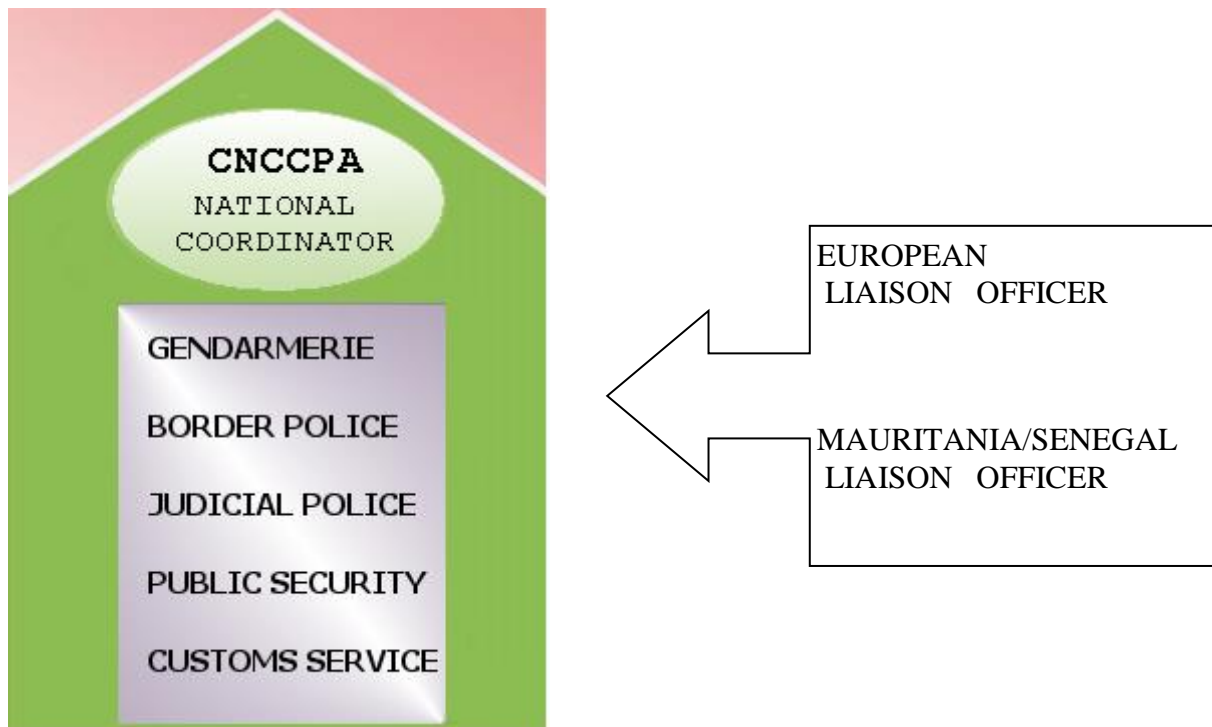 CNCCPA
NATIONAL
COORDINATOR
GENDARMERIE
BORDER POLICE
JUDICIAL POLICE
PUBLIC SECURITY
CUSTOMS SERVICE
EUROPEAN
LIAISON OFFICER
MAURITANIA/SENEGAL
LIAISON OFFICER